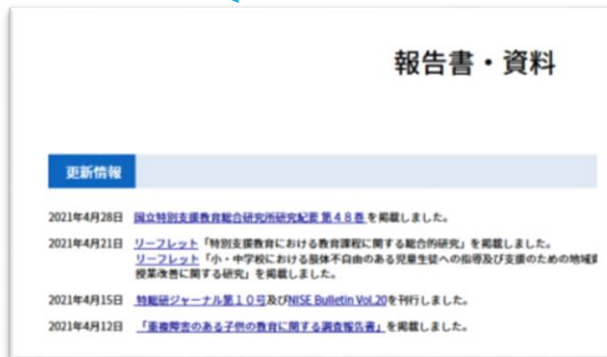 報告書・資料
更新情報
2021年4月28日 国立特別支援教育総合研究所研究紀要 第48巻 を掲載しました。
2021年4月21日 リーフレット「特別支援教育における教育課程に関する総合的研究」を掲載しました。
リーフレット「小・中学校における肢体不自由のある児童生徒への指導及び支援のための地域
授業改善に関する研究」を掲載しました。
2021年4月15日 特総研ジャーナル第10号及びNISE Bulletin Vol.20を刊行しました。
2021年4月12日 「重複障害のある子供の教育に関する調査報告書」を掲載しました。